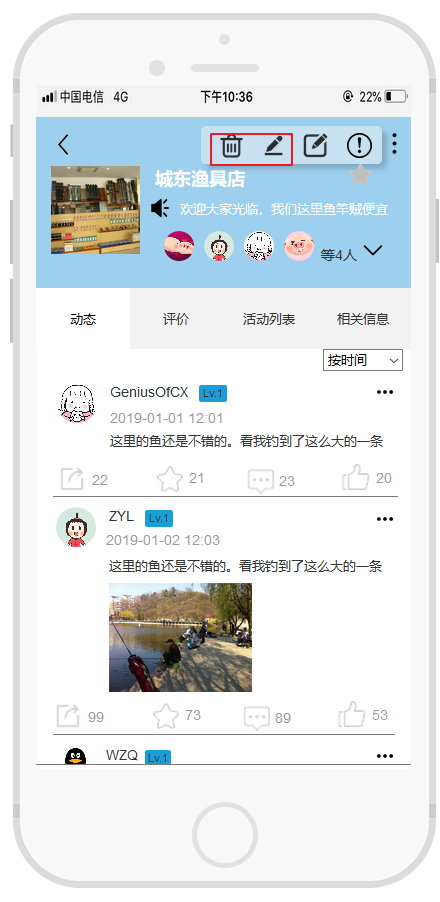 中国电信 4G 下午10:36 22%
城东渔具店
欢迎大家光临，我们这里鱼竿贼便宜
等4人
动态 评价 活动列表 相关信息
按时间
GeniusOfCX Lv.1
2019-01-01 12:01
这里的鱼还是不错的。看我钓到了这么大的一条
22 21 23 20
ZYL Lv.1
2019-01-02 12:03
这里的鱼还是不错的。看我钓到了这么大的一条
99 73 89 53
WZQ Lv.1